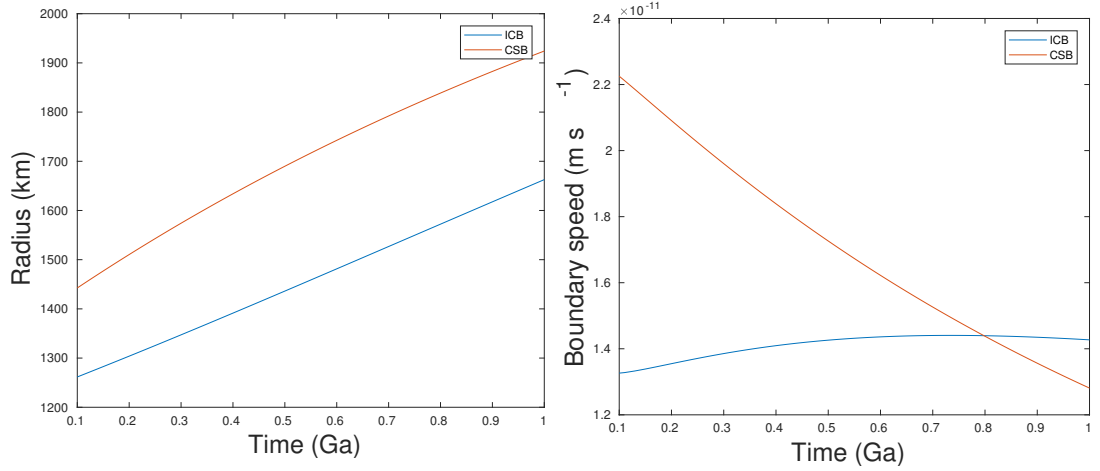 2000
1900
1800
1700
1600
1500
1400
1300
1200
Radius (km)
0.1 0.2 0.3 0.4 0.5 0.6 0.7 0.8 0.9 1
Time (Ga)
ICB
CSB
×10⁻¹¹
2.4
2.2
2
1.8
1.6
1.4
1.2
Boundary speed (m s⁻¹)
0.1 0.2 0.3 0.4 0.5 0.6 0.7 0.8 0.9 1
Time (Ga)
ICB
CSB